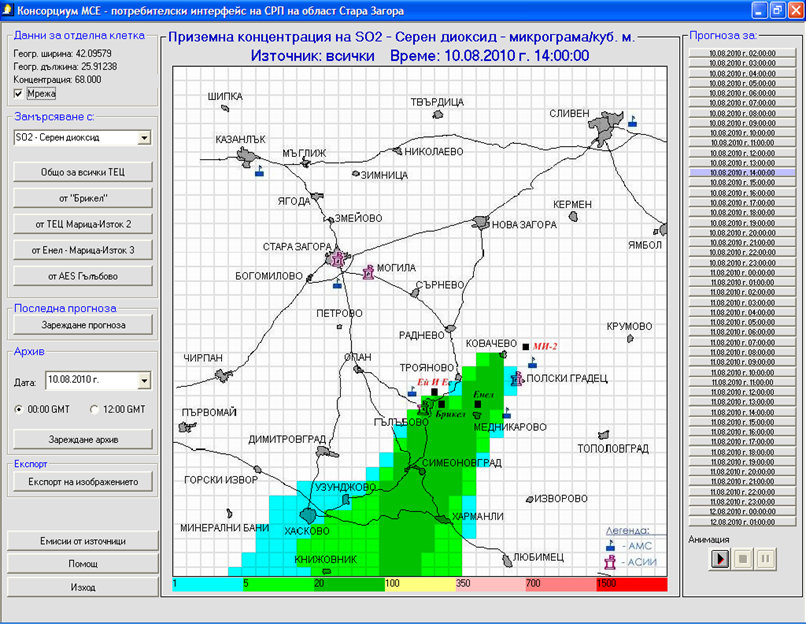 Консорциум МСЕ - потребителски интерфейс на СРП на област Стара Загора
Данни за отделна клетка
Геогр. ширина: 42.09579
Геогр. дължина: 25.91238
Концентрация: 68.000
Мрежа
Замърсяване с:
SO2 - Серен диоксид
Общо за всички ТЕЦ
от "Брикел"
от ТЕЦ Марица-Изток 2
от Енел - Марица-Изток 3
от AES Гълъбово
Последна прогноза
Зареждане прогноза
Архив
Дата:
10.08.2010 г.
00:00 GMT
12:00 GMT
Зареждане архив
Експорт
Експорт на изображението
Емисии от източници
Помощ
Изход
Приземна концентрация на SO2 - Серен диоксид - микрограма/куб. м.
Източник: всички Време: 10.08.2010 г. 14:00:00
ШИПКА
ТВЪРДИЦА
СЛИВЕН
КАЗАНЛЪК
МЪГЛИЖ
НИКОЛАЕВО
ЗИМНИЦА
ЯГОДА
КЕРМЕН
ЗМЕЙОВО
НОВА ЗАГОРА
СТАРА ЗАГОРА
ЯМБОЛ
МОГИЛА
БОГОМИЛОВО
СЪРНЕВО
ПЕТРОВО
РАДНЕВО
КРУМОВО
КОВАЧЕВО
МИ-2
ЧИРПАН
ОПАН
ТРОЯНОВО
ПОЛСКИ ГРАДЕЦ
Ей И Ес
Енел
Брикел
ПЪРВОМАЙ
ГЪЛЪБОВО
МЕДНИКАРОВО
ДИМИТРОВГРАД
ТОПОЛОВГРАД
СИМЕОНОВГРАД
ГОРСКИ ИЗВОР
УЗУНДЖОВО
ИЗВОРОВО
МИНЕРАЛНИ БАНИ
ХАСКОВО
ХАРМАНЛИ
Легенда:
- АМС
- АСИИ
КНИЖОВНИК
ЛЮБИМЕЦ
1 5 20 100 350 700 1500
Прогноза за:
10.08.2010 г. 02:00:00
10.08.2010 г. 03:00:00
10.08.2010 г. 04:00:00
10.08.2010 г. 05:00:00
10.08.2010 г. 06:00:00
10.08.2010 г. 07:00:00
10.08.2010 г. 08:00:00
10.08.2010 г. 09:00:00
10.08.2010 г. 10:00:00
10.08.2010 г. 11:00:00
10.08.2010 г. 12:00:00
10.08.2010 г. 13:00:00
10.08.2010 г. 14:00:00
10.08.2010 г. 15:00:00
10.08.2010 г. 16:00:00
10.08.2010 г. 17:00:00
10.08.2010 г. 18:00:00
10.08.2010 г. 19:00:00
10.08.2010 г. 20:00:00
10.08.2010 г. 21:00:00
10.08.2010 г. 22:00:00
10.08.2010 г. 23:00:00
11.08.2010 г. 00:00:00
11.08.2010 г. 01:00:00
11.08.2010 г. 02:00:00
11.08.2010 г. 03:00:00
11.08.2010 г. 04:00:00
11.08.2010 г. 05:00:00
11.08.2010 г. 06:00:00
11.08.2010 г. 07:00:00
11.08.2010 г. 08:00:00
11.08.2010 г. 09:00:00
11.08.2010 г. 10:00:00
11.08.2010 г. 11:00:00
11.08.2010 г. 12:00:00
11.08.2010 г. 13:00:00
11.08.2010 г. 14:00:00
11.08.2010 г. 15:00:00
11.08.2010 г. 16:00:00
11.08.2010 г. 17:00:00
11.08.2010 г. 18:00:00
11.08.2010 г. 19:00:00
11.08.2010 г. 20:00:00
11.08.2010 г. 21:00:00
11.08.2010 г. 22:00:00
11.08.2010 г. 23:00:00
12.08.2010 г. 00:00:00
12.08.2010 г. 01:00:00
Анимация